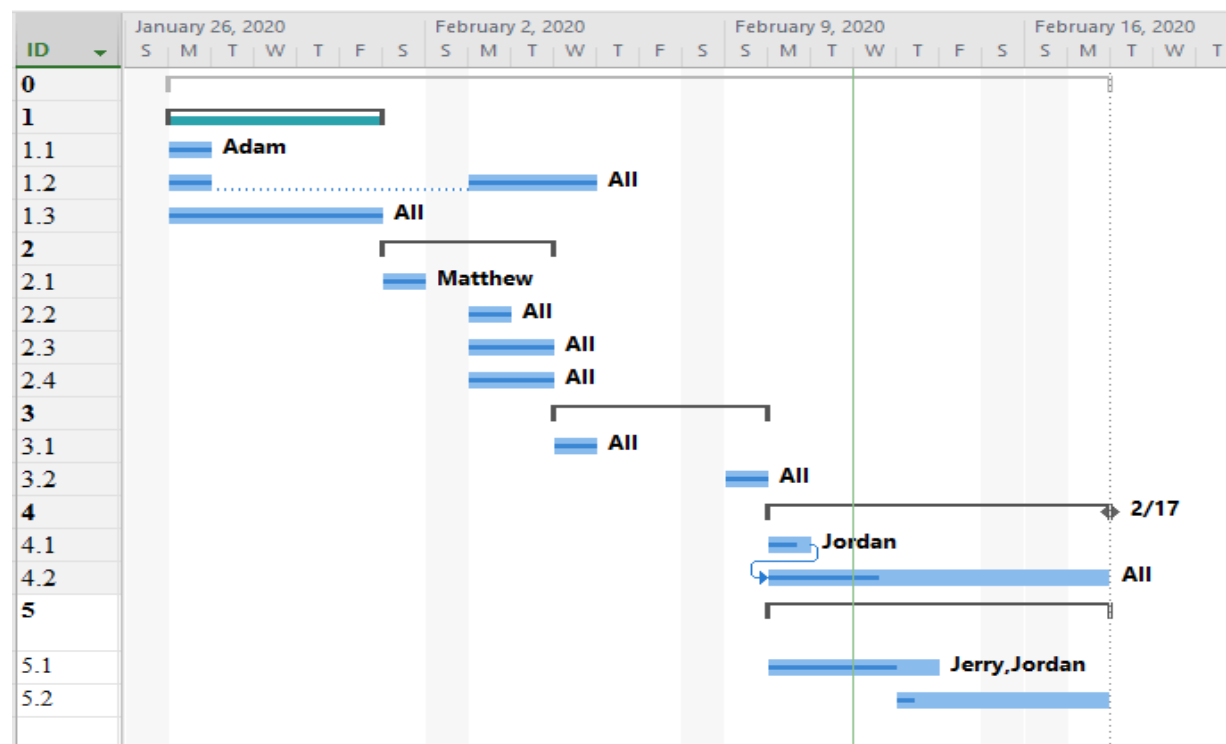 January 26, 2020 February 2, 2020 February 9, 2020 February 16, 2020
ID S M T W T F S S M T W T F S S M T W T F S S M T W T
0
1
1.1 Adam
1.2 All
1.3 All
2
2.1 Matthew
2.2 All
2.3 All
2.4 All
3
3.1 All
3.2 All
4 2/17
4.1 Jordan
4.2 All
5
5.1 Jerry,Jordan
5.2